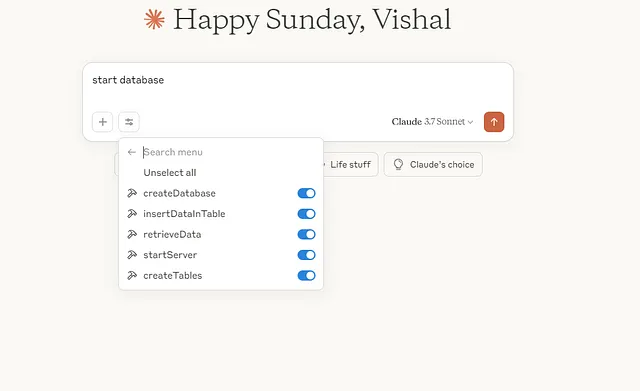 Happy Sunday, Vishal
start database
Claude 3.7 Sonnet
Search menu
Life stuff
Claude's choice
Unselect all
createDatabase
insertDataInTable
retrieveData
startServer
createTables